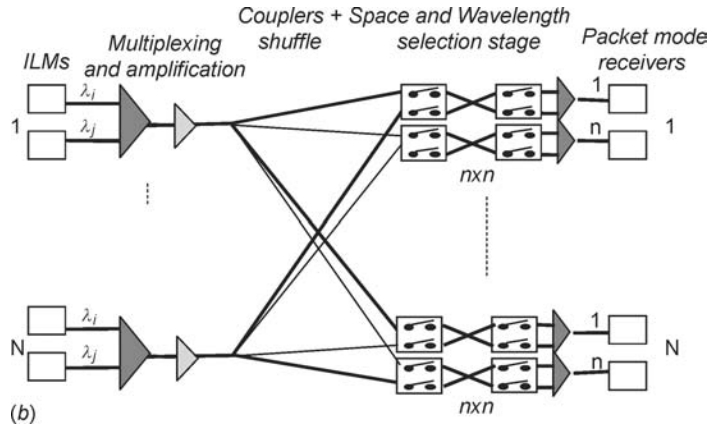 Couplers + Space and Wavelength
shuffle selection stage
Multiplexing
and amplification
ILMs
Packet mode
receivers
λi
1
λj
1
n
1
nxn
λi
N
λj
1
n
N
nxn
(b)